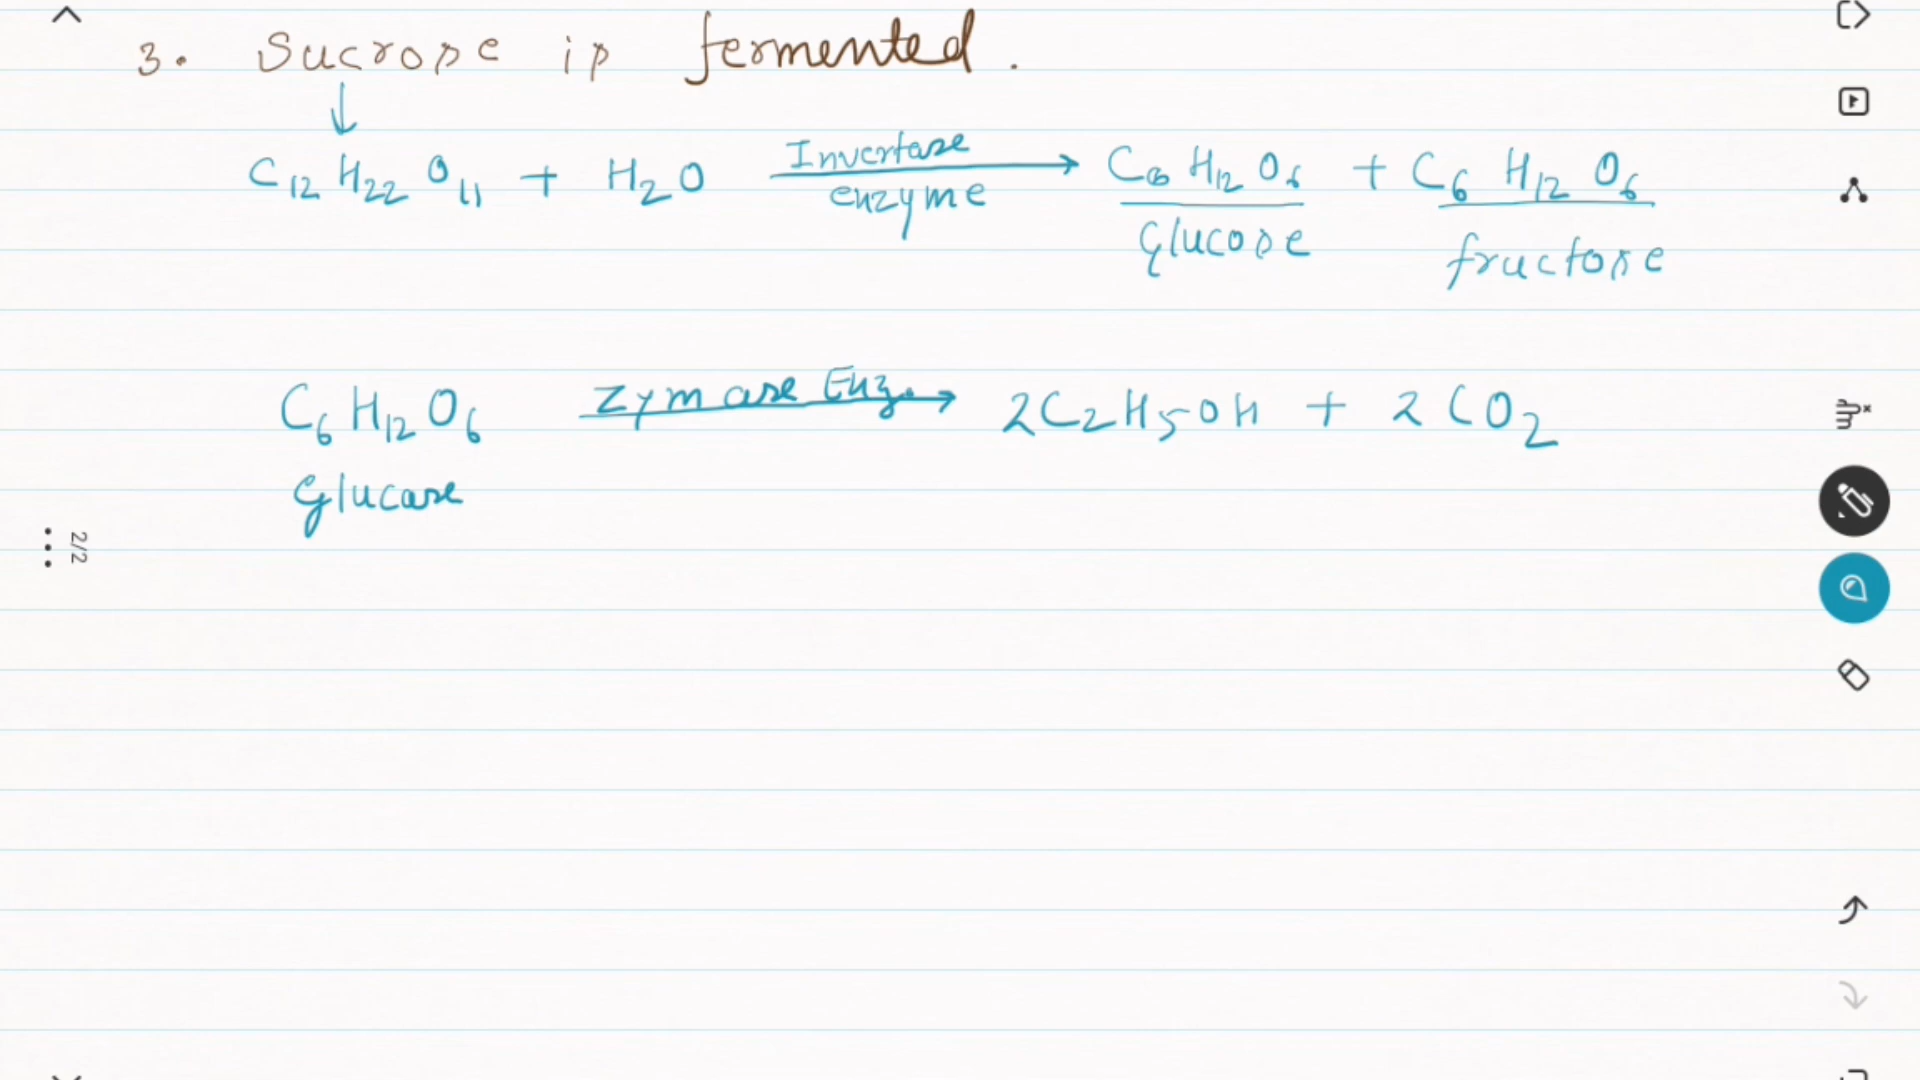 3. Sucrose is fermented.
↓
C12 H22 O11 + H2O Invertase enzyme → C6 H12 O6 + C6 H12 O6
Glucose fructose
C6 H12 O6 Zymase Enz. → 2C2H5OH + 2CO2
Glucose
2/2